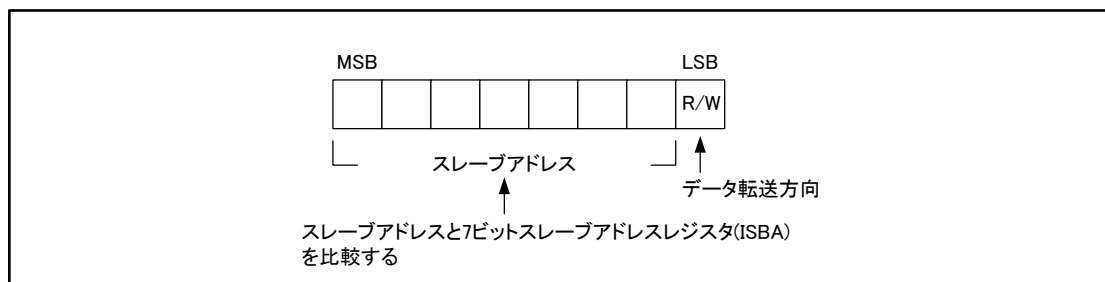 MSB LSB
R/W
スレーブアドレス
データ転送方向
スレーブアドレスと7ビットスレーブアドレスレジスタ(ISBA)
を比較する